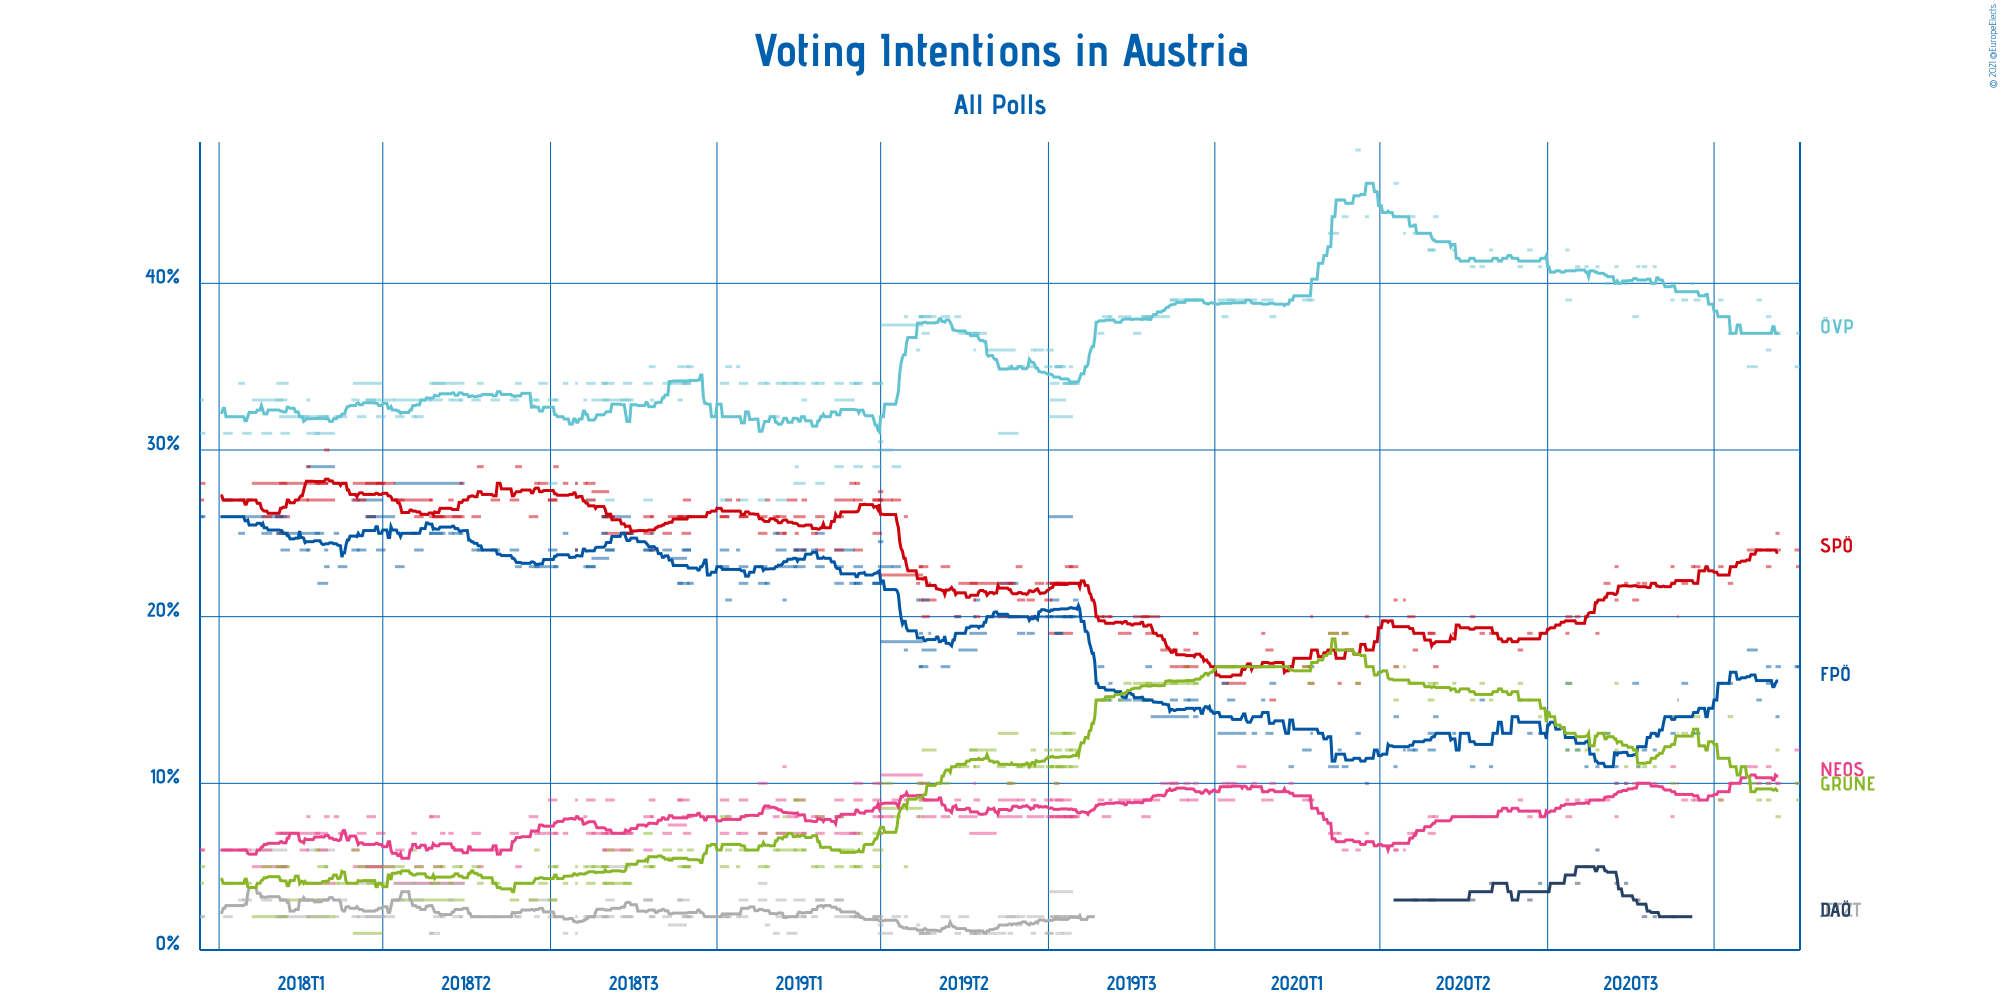 © 2021 @EuropeElects
Voting Intentions in Austria
All Polls
40%
30%
20%
10%
0%
ÖVP
SPÖ
FPÖ
NEOS
GRÜNE
DAÖ
2018T1
2018T2
2018T3
2019T1
2019T2
2019T3
2020T1
2020T2
2020T3